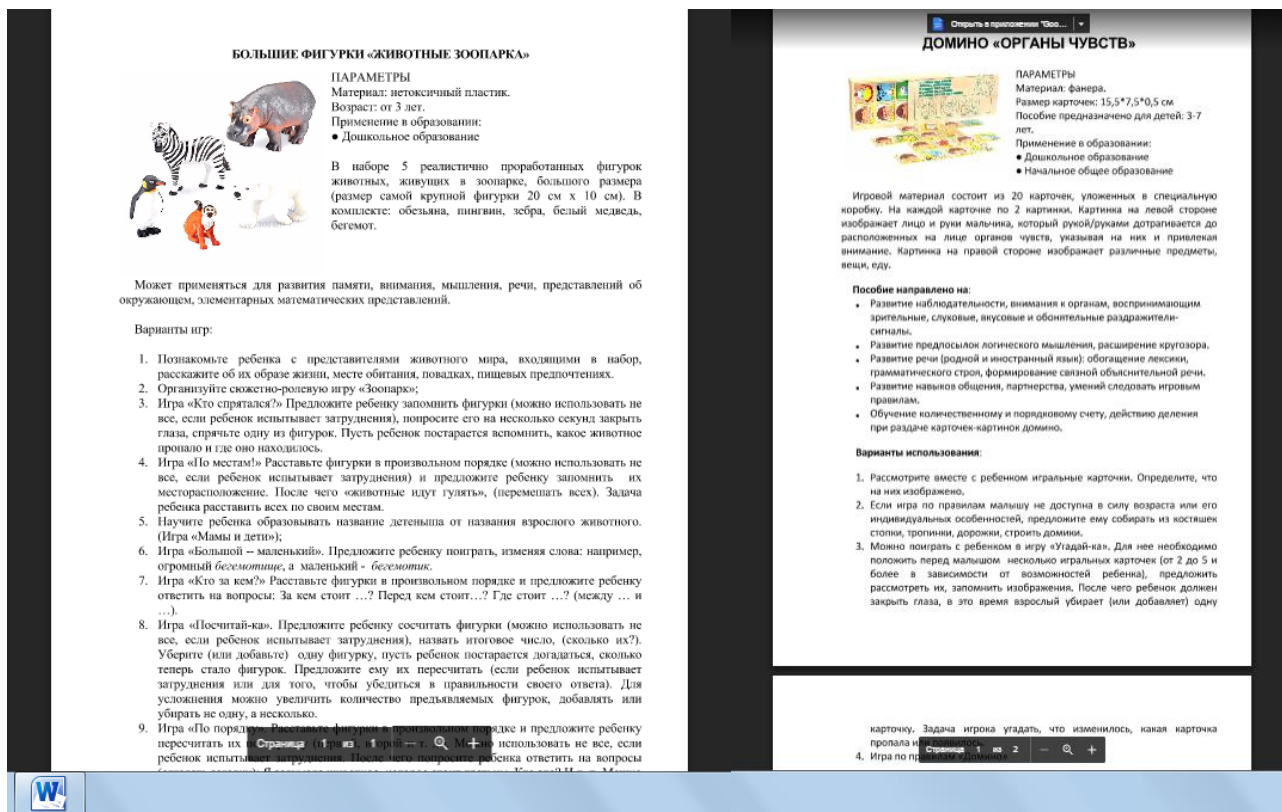 БОЛЬШИЕ ФИГУРКИ «ЖИВОТНЫЕ ЗООПАРКА»
ПАРАМЕТРЫ
Материал: нетоксичный пластик.
Возраст: от 3 лет.
Применение в образовании:
● Дошкольное образование
В наборе 5 реалистично проработанных фигурок
животных, живущих в зоопарке, большого размера
(размер самой крупной фигурки 20 см х 10 см). В
комплекте: обезьяна, пингвин, зебра, белый медведь,
бегемот.
Может применяться для развития памяти, внимания, мышления, речи, представлений об
окружающем, элементарных математических представлений.
Варианты игр:
1. Познакомьте ребенка с представителями животного мира, входящими в набор,
расскажите об их образе жизни, месте обитания, повадках, пищевых предпочтениях.
2. Организуйте сюжетно-ролевую игру «Зоопарк»;
3. Игра «Кто спрятался?» Предложите ребенку запомнить фигурки (можно использовать не
все, если ребенок испытывает затруднения), попросите его на несколько секунд закрыть
глаза, спрячьте одну из фигурок. Пусть ребенок постарается вспомнить, какое животное
пропало и где оно находилось.
4. Игра «По местам!» Расставьте фигурки в произвольном порядке (можно использовать не
все, если ребенок испытывает затруднения) и предложите ребенку запомнить их
месторасположение. После чего «животные идут гулять», (перемешать всех). Задача
ребенка расставить всех по своим местам.
5. Научите ребенка образовывать название детеныша от названия взрослого животного.
(Игра «Мамы и дети»);
6. Игра «Большой -- маленький». Предложите ребенку поиграть, изменяя слова: например,
огромный бегемотище, а маленький - бегемотик.
7. Игра «Кто за кем?» Расставьте фигурки в произвольном порядке и предложите ребенку
ответить на вопросы: За кем стоит …? Перед кем стоит…? Где стоит …? (между … и
…).
8. Игра «Посчитай-ка». Предложите ребенку сосчитать фигурки (можно использовать не
все, если ребенок испытывает затруднения), назвать итоговое число, (сколько их?).
Уберите (или добавьте) одну фигурку, пусть ребенок постарается догадаться, сколько
теперь стало фигурок. Предложите ему их пересчитать (если ребенок испытывает
затруднения или для того, чтобы убедиться в правильности своего ответа). Для
усложнения можно увеличить количество предъявляемых фигурок, добавлять или
убирать не одну, а несколько.
9. Игра «По порядку». Расставьте фигурки в произвольном порядке и предложите ребенку
пересчитать их использовать не все, если
ребенок испытывает затруднения. После чего попросите ребенка ответить на вопросы
Страница 1 из 1
Открыть в приложении "Goo...
ДОМИНО «ОРГАНЫ ЧУВСТВ»
ПАРАМЕТРЫ
Материал: фанера.
Размер карточек: 15,5*7,5*0,5 см
Пособие предназначено для детей: 3-7
лет.
Применение в образовании:
● Дошкольное образование
● Начальное общее образование
Игровой материал состоит из 20 карточек, уложенных в специальную
коробку. На каждой карточке по 2 картинки. Картинка на левой стороне
изображает лицо и руки мальчика, который рукой/руками дотрагивается до
расположенных на лице органов чувств, указывая на них и привлекая
внимание. Картинка на правой стороне изображает различные предметы,
вещи, еду.
Пособие направлено на:
• Развитие наблюдательности, внимания к органам, воспринимающим
зрительные, слуховые, вкусовые и обонятельные раздражители-
сигналы.
• Развитие предпосылок логического мышления, расширение кругозора.
• Развитие речи (родной и иностранный язык): обогащение лексики,
грамматического строя, формирование связной объяснительной речи.
• Развитие навыков общения, партнерства, умений следовать игровым
правилам.
• Обучение количественному и порядковому счету, действию деления
при раздаче карточек-картинок домино.
Варианты использования:
1. Рассмотрите вместе с ребенком игральные карточки. Определите, что
на них изображено.
2. Если игра по правилам малышу не доступна в силу возраста или его
индивидуальных особенностей, предложите ему собирать из костяшек
стопки, тропинки, дорожки, строить домики.
3. Можно поиграть с ребенком в игру «Угадай-ка». Для нее необходимо
положить перед малышом несколько игральных карточек (от 2 до 5 и
более в зависимости от возможностей ребенка), предложить
рассмотреть их, запомнить изображения. После чего ребенок должен
закрыть глаза, в это время взрослый убирает (или добавляет) одну
карточку. Задача игрока угадать, что изменилось, какая карточка
пропала или появилось.
4. Игра по правилам «Домино»
Страница 1 из 2
W